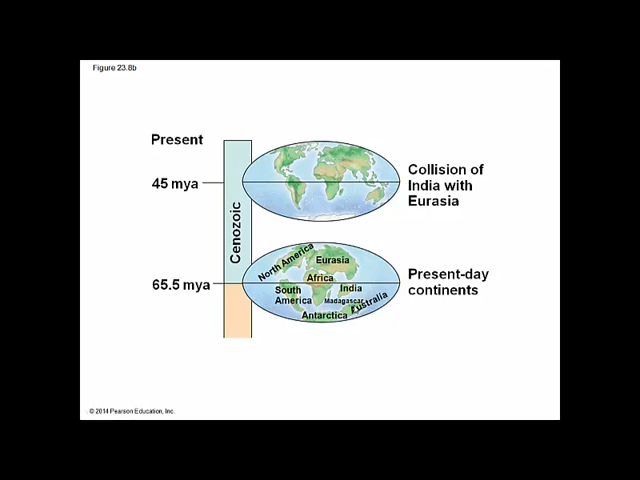 Figure 23.8b
Present
45 mya
Collision of
India with
Eurasia
Cenozoic
North America
Eurasia
Africa
South
America
India
Madagascar
Australia
Antarctica
65.5 mya
Present-day
continents
© 2014 Pearson Education, Inc.